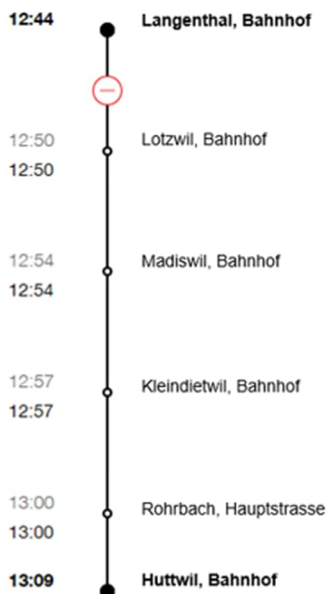 12:44 Langenthal, Bahnhof
12:50 Lotzwil, Bahnhof
12:50
12:54 Madiswil, Bahnhof
12:54
12:57 Kleindietwil, Bahnhof
12:57
13:00 Rohrbach, Hauptstrasse
13:00
13:09 Huttwil, Bahnhof